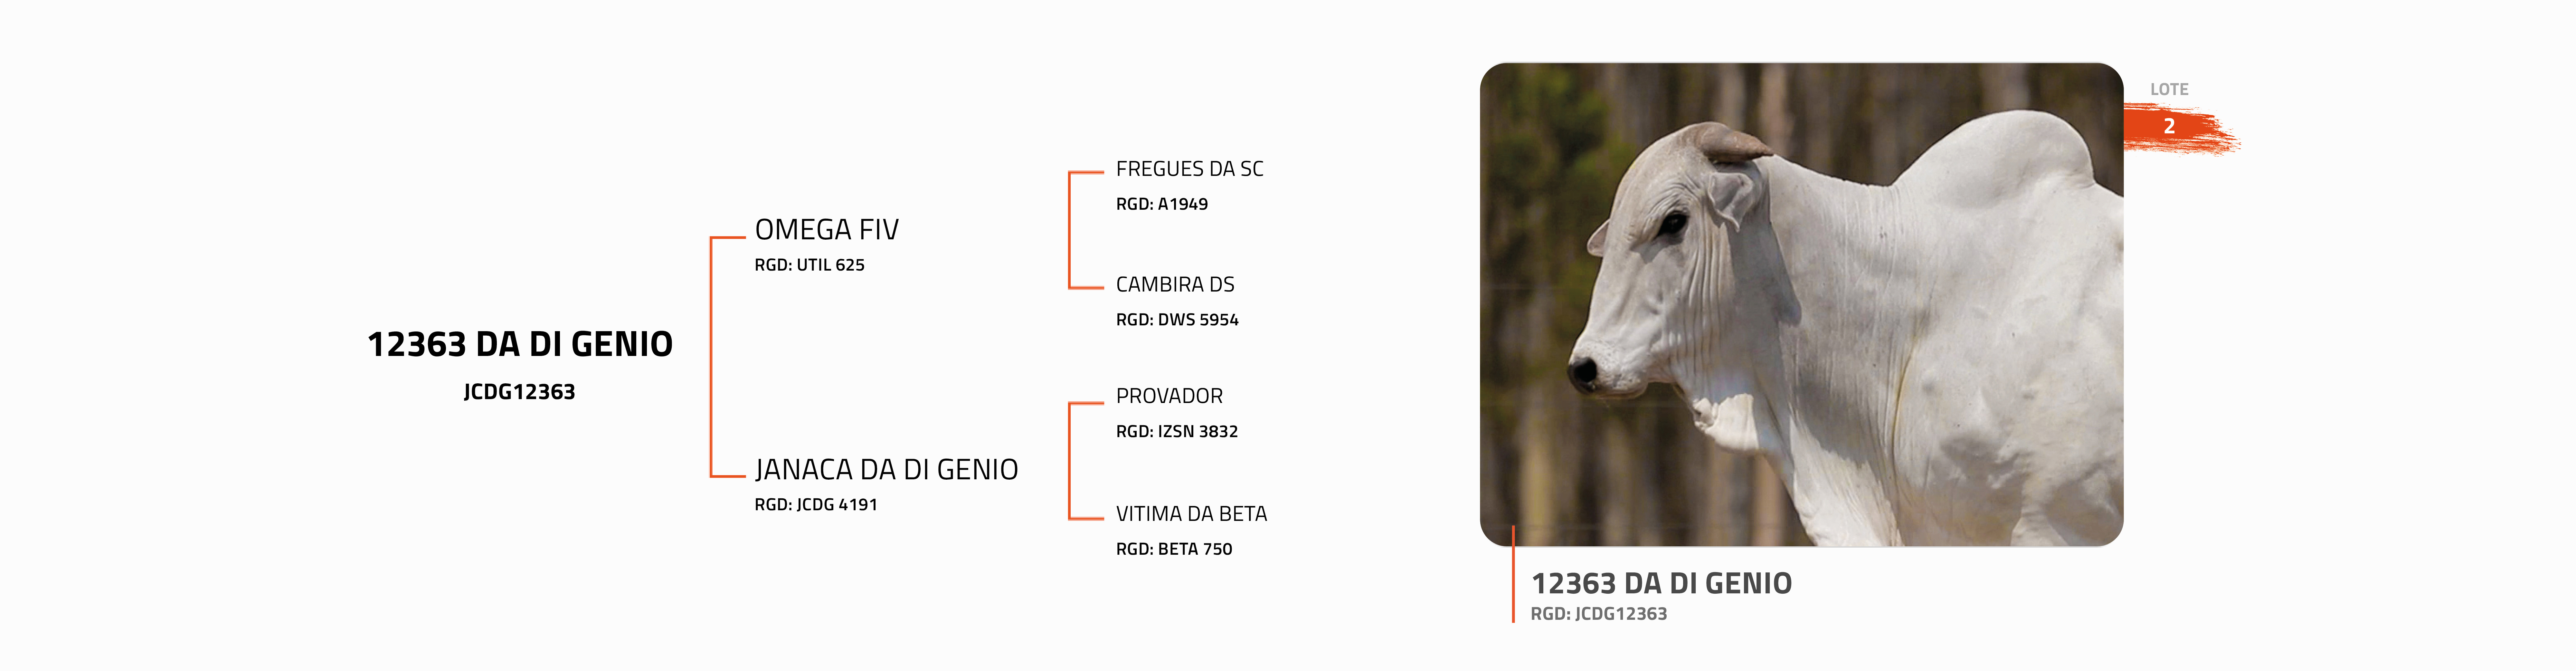 12363 DA DI GENIO
JCDG12363
OMEGA FIV
RGD: UTIL 625
JANACA DA DI GENIO
RGD: JCDG 4191
FREGUES DA SC
RGD: A1949
CAMBIRA DS
RGD: DWS 5954
PROVADOR
RGD: IZSN 3832
VITIMA DA BETA
RGD: BETA 750
LOTE
2
12363 DA DI GENIO
RGD: JCDG12363